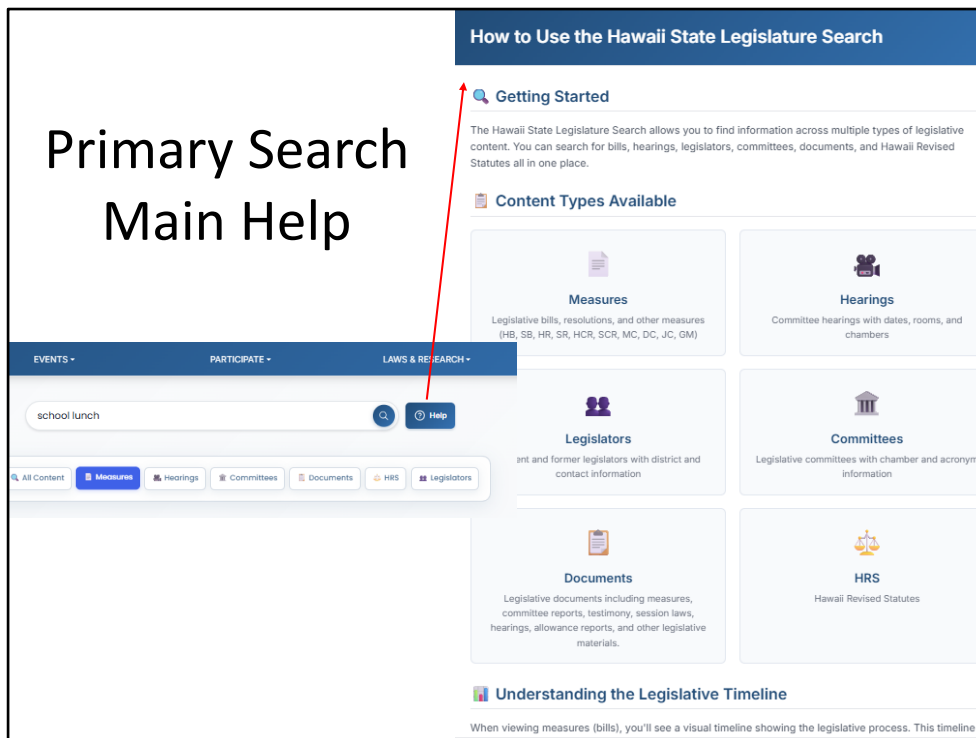 Primary Search
Main Help
EVENTS
PARTICIPATE
LAWS & RESEARCH
school lunch
Help
All Content
Measures
Hearings
Committees
Documents
HRS
Legislators
How to Use the Hawaii State Legislature Search
Getting Started
The Hawaii State Legislature Search allows you to find information across multiple types of legislative
content. You can search for bills, hearings, legislators, committees, documents, and Hawaii Revised
Statutes all in one place.
Content Types Available
Measures
Legislative bills, resolutions, and other measures
(HB, SB, HR, SR, HCR, SCR, MC, DC, JC, GM)
Hearings
Committee hearings with dates, rooms, and
chambers
Legislators
and former legislators with district and
contact information
Committees
Legislative committees with chamber and acronym
information
Documents
Legislative documents including measures,
committee reports, testimony, session laws,
hearings, allowance reports, and other legislative
materials.
HRS
Hawaii Revised Statutes
Understanding the Legislative Timeline
When viewing measures (bills), you'll see a visual timeline showing the legislative process. This timeline